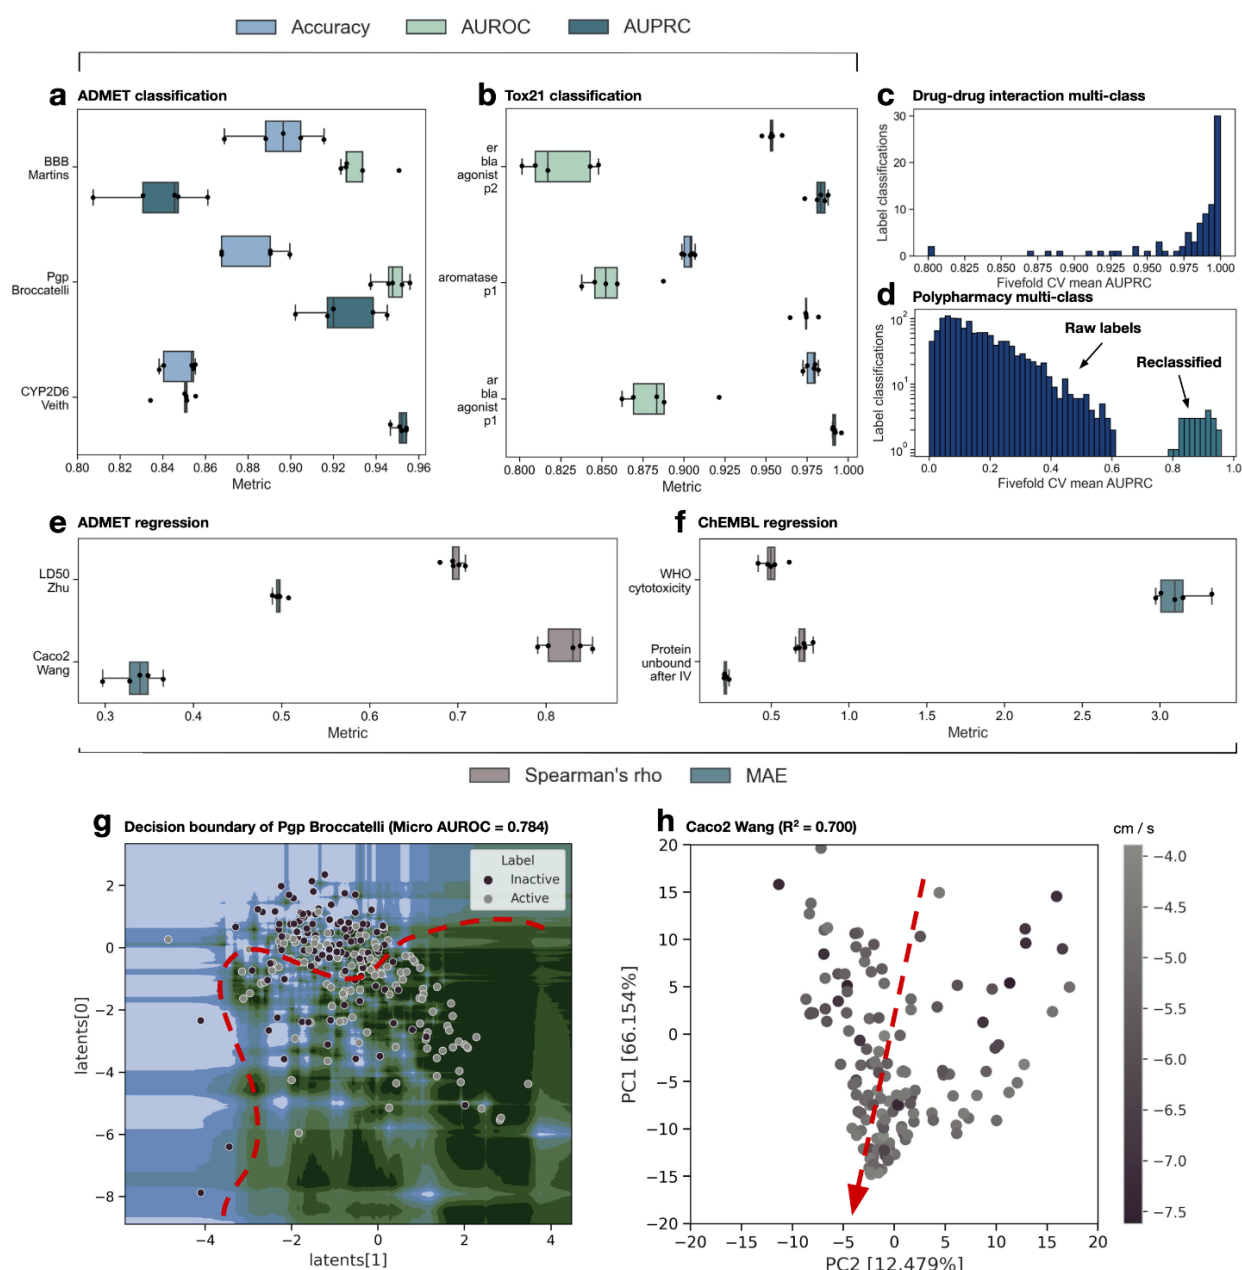 Accuracy AUROC AUPRC
a ADMET classification
BBB
Martins
Pgp
Broccatelli
CYP2D6
Veith
0.80 0.82 0.84 0.86 0.88 0.90 0.92 0.94 0.96
Metric
b Tox21 classification
er
bla
agonist
p2
aromatase
p1
ar
bla
agonist
p1
0.800 0.825 0.850 0.875 0.900 0.925 0.950 0.975 1.000
Metric
c Drug-drug interaction multi-class
Label classifications
30
20
10
0
0.800 0.825 0.850 0.875 0.900 0.925 0.950 0.975 1.000
Fivefold CV mean AUPRC
d Polypharmacy multi-class
Label classifications
10²
10¹
10⁰
Raw labels
Reclassified
0.0 0.2 0.4 0.6 0.8 1.0
Fivefold CV mean AUPRC
e ADMET regression
LD50
Zhu
Caco2
Wang
0.3 0.4 0.5 0.6 0.7 0.8
Metric
f ChEMBL regression
WHO
cytotoxicity
Protein
unbound
after IV
0.5 1.0 1.5 2.0 2.5 3.0
Metric
Spearman's rho MAE
g Decision boundary of Pgp Broccatelli (Micro AUROC = 0.784)
Label
Inactive
Active
latents[0]
2
0
−2
−4
−6
−8
−4 −2 0 2 4
latents[1]
h Caco2 Wang (R² = 0.700)
PC1 [66.154%]
20
15
10
5
0
−5
−10
−15
−20
−20 −15 −10 −5 0 5 10 15 20
PC2 [12.479%]
cm / s
−4.0
−4.5
−5.0
−5.5
−6.0
−6.5
−7.0
−7.5